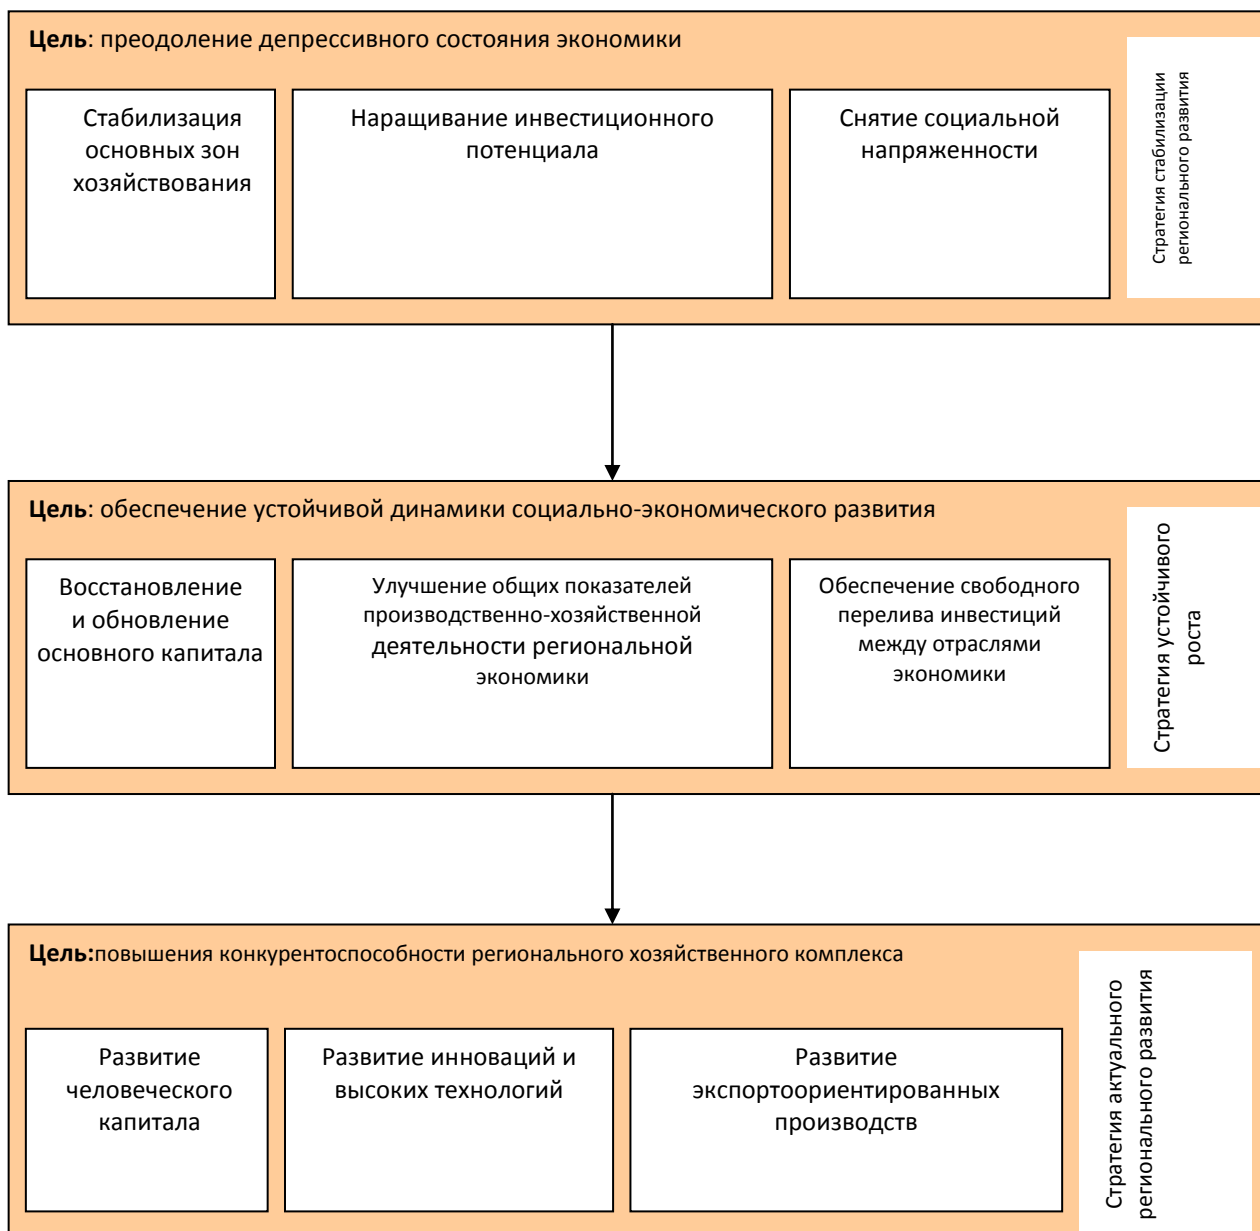 Цель: преодоление депрессивного состояния экономики
Стабилизация
основных зон
хозяйствования
Наращивание инвестиционного
потенциала
Снятие социальной
напряженности
Стратегия стабилизации
регионального развития
Цель: обеспечение устойчивой динамики социально-экономического развития
Восстановление
и обновление
основного капитала
Улучшение общих показателей
производственно-хозяйственной
деятельности региональной
экономики
Обеспечение свободного
перелива инвестиций
между отраслями
экономики
Стратегия устойчивого
роста
Цель:повышения конкурентоспособности регионального хозяйственного комплекса
Развитие
человеческого
капитала
Развитие инноваций и
высоких технологий
Развитие
экспортоориентированных
производств
Стратегия актуального
регионального развития